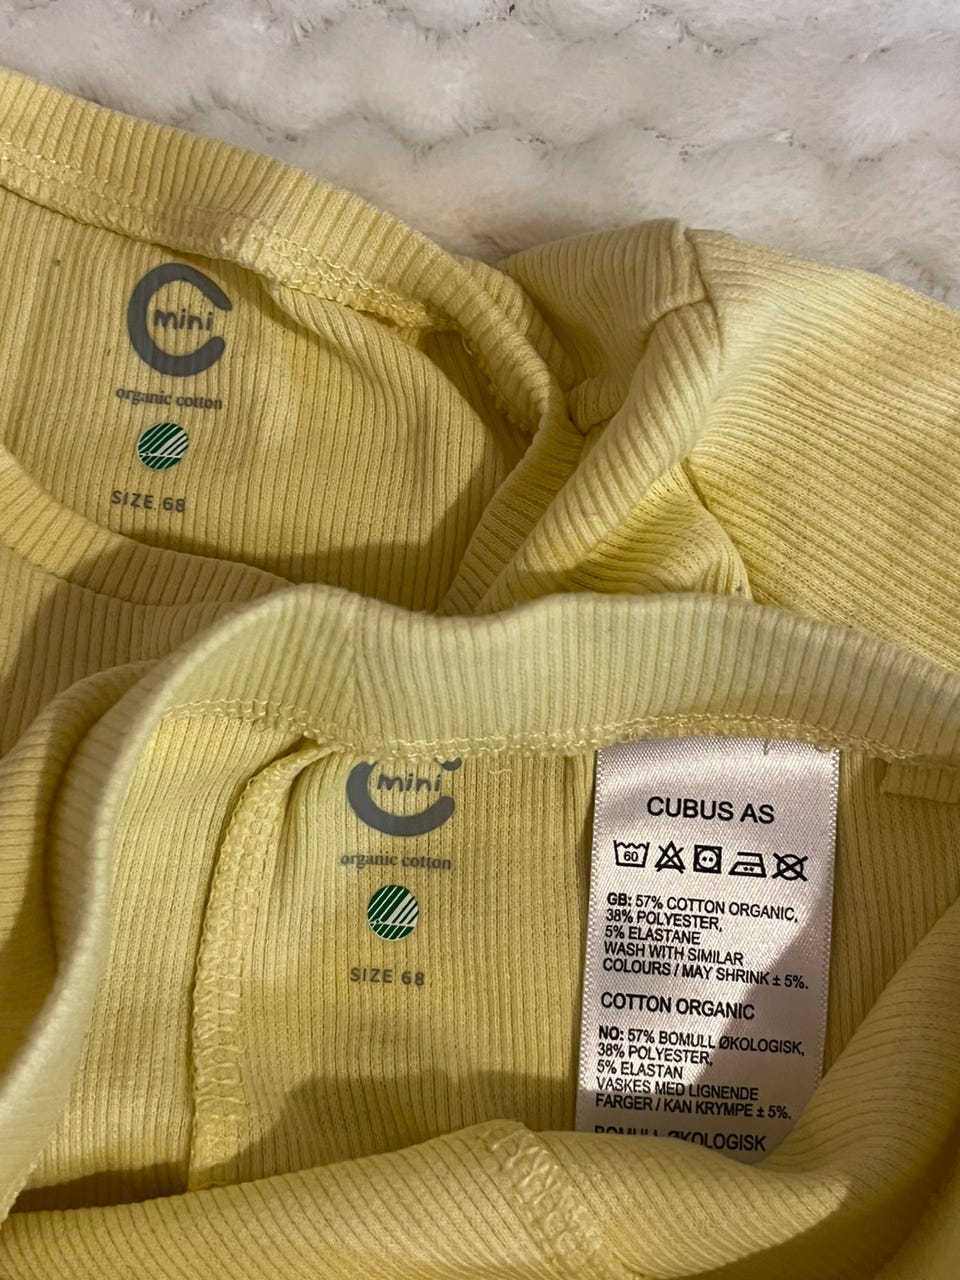 mini
organic cotton
SIZE 68
mini
organic cotton
SIZE 68
CUBUS AS
60
GB: 57% COTTON ORGANIC,
38% POLYESTER,
5% ELASTANE
WASH WITH SIMILAR
COLOURS / MAY SHRINK ± 5%.
COTTON ORGANIC
NO: 57% BOMULL ØKOLOGISK,
38% POLYESTER,
5% ELASTAN
VASKES MED LIGNENDE
FARGER / KAN KRYMPE ± 5%.
BOMULL ØKOLOGISK